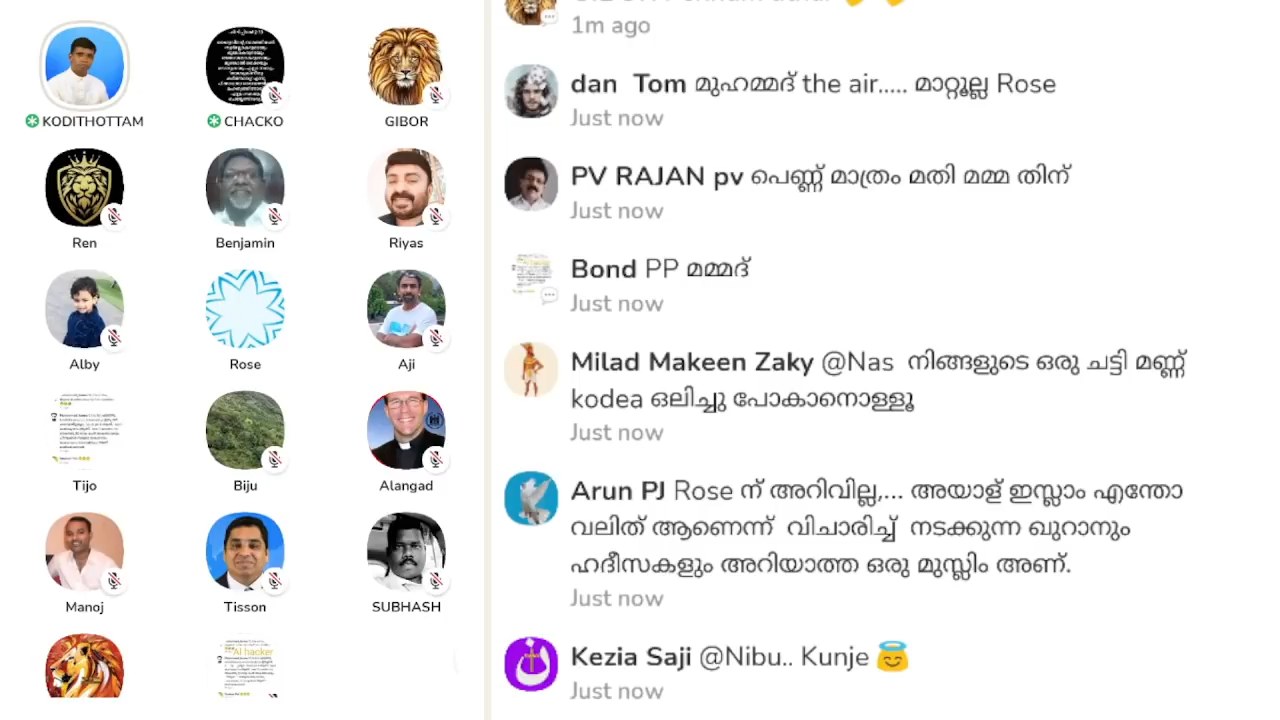 KODITHOTTAM
CHACKO
GIBOR
Ren
Benjamin
Riyas
Alby
Rose
Aji
Tijo
Biju
Alangad
Manoj
Tisson
SUBHASH
AI hacker
1m ago
dan Tom മുഹമ്മദ് the air..... മാറ്റൂല്ല Rose
Just now
PV RAJAN pv പെണ്ണ് മാത്രം മതി മമ്മ തിന്
Just now
Bond PP മമ്മദ്
Just now
Milad Makeen Zaky @Nas നിങ്ങളുടെ ഒരു ചട്ടി മണ്ണ്
kodea ഒലിച്ചു പോകാനൊള്ളൂ
Just now
Arun PJ Rose ന് അറിവില്ല,... അയാള് ഇസ്ലാം എന്തോ
വലിത് ആണെന്ന് വിചാരിച്ച് നടക്കുന്ന ഖുറാനും
ഹദീസകളും അറിയാത്ത ഒരു മുസ്ലിം അണ്.
Just now
Kezia Saji @Nibu.. Kunje 😇
Just now